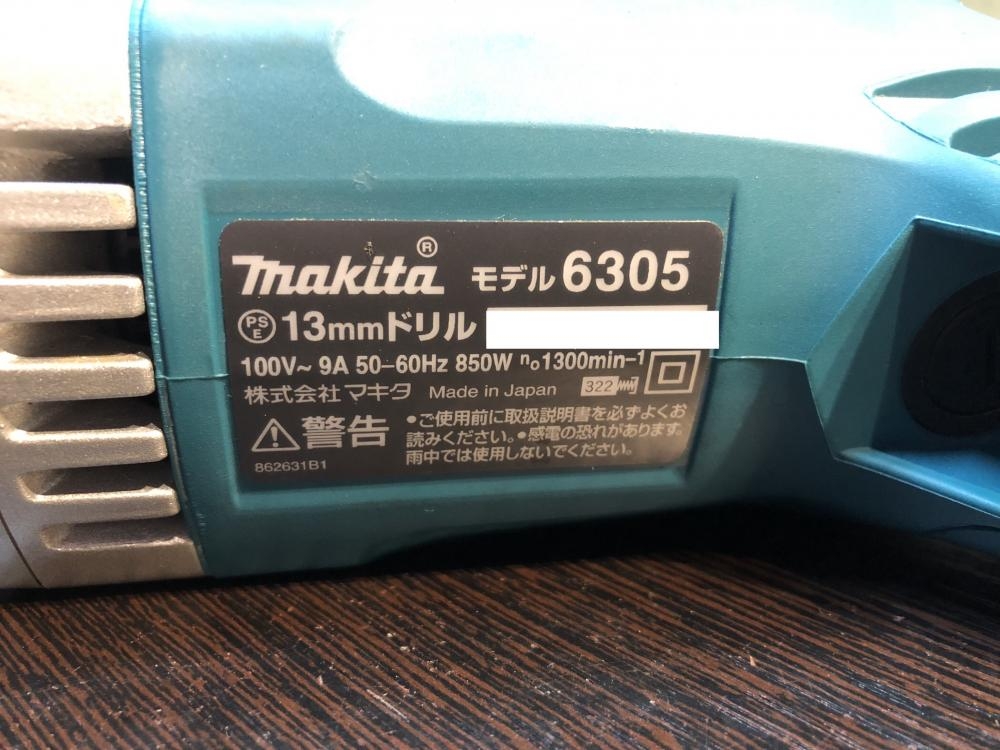 makita® モデル 6305
PSE 13mmドリル
100V~ 9A 50-60Hz 850W n₀1300min-1
株式会社 マキタ Made in Japan 322
警告 •ご使用前に取扱説明書を必ずよくお
読みください。•感電の恐れがあります。
雨中では使用しないでください。
862631B1